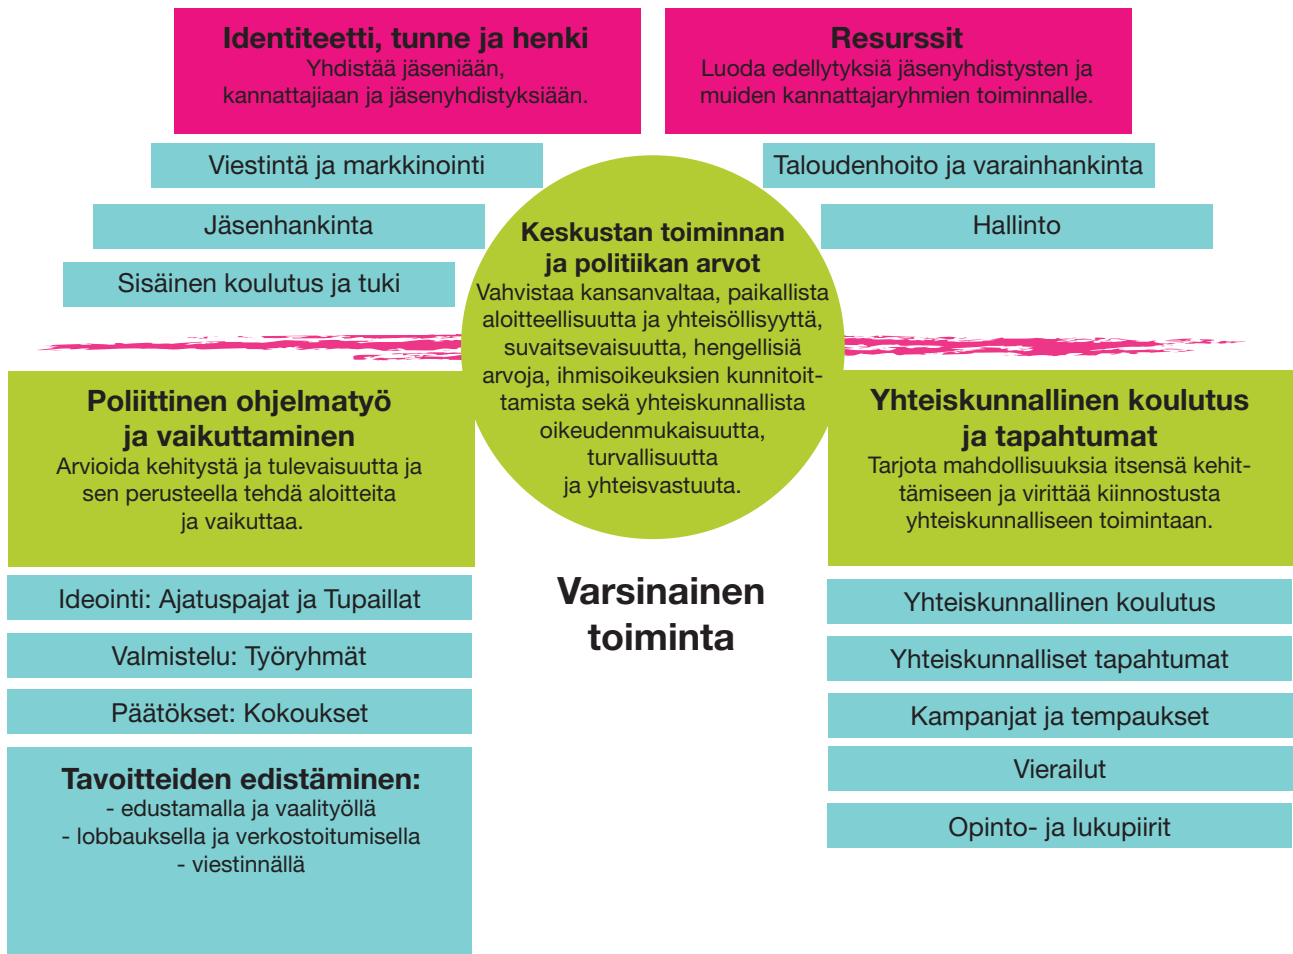 Identiteetti, tunne ja henki
Yhdistää jäseniään,
kannattajiaan ja jäsenyhdistyksiään.
Resurssit
Luoda edellytyksiä jäsenyhdistysten ja
muiden kannattajaryhmien toiminnalle.
Viestintä ja markkinointi
Jäsenhankinta
Sisäinen koulutus ja tuki
Taloudenhoito ja varainhankinta
Hallinto
Keskustan toiminnan
ja politiikan arvot
Vahvistaa kansanvaltaa, paikallista
aloitteellisuutta ja yhteisöllisyyttä,
suvaitsevaisuutta, hengellisiä
arvoja, ihmisoikeuksien kunnitoit-
tamista sekä yhteiskunnallista
oikeudenmukaisuutta,
turvallisuutta
ja yhteisvastuuta.
Poliittinen ohjelmatyö
ja vaikuttaminen
Arvioida kehitystä ja tulevaisuutta ja
sen perusteella tehdä aloitteita
ja vaikuttaa.
Ideointi: Ajatuspajat ja Tupaillat
Valmistelu: Työryhmät
Päätökset: Kokoukset
Tavoitteiden edistäminen:
- edustamalla ja vaalityöllä
- lobbauksella ja verkostoitumisella
- viestinnällä
Varsinainen
toiminta
Yhteiskunnallinen koulutus
ja tapahtumat
Tarjota mahdollisuuksia itsensä kehit-
tämiseen ja virittää kiinnostusta
yhteiskunnalliseen toimintaan.
Yhteiskunnallinen koulutus
Yhteiskunnalliset tapahtumat
Kampanjat ja tempaukset
Vierailut
Opinto- ja lukupiirit